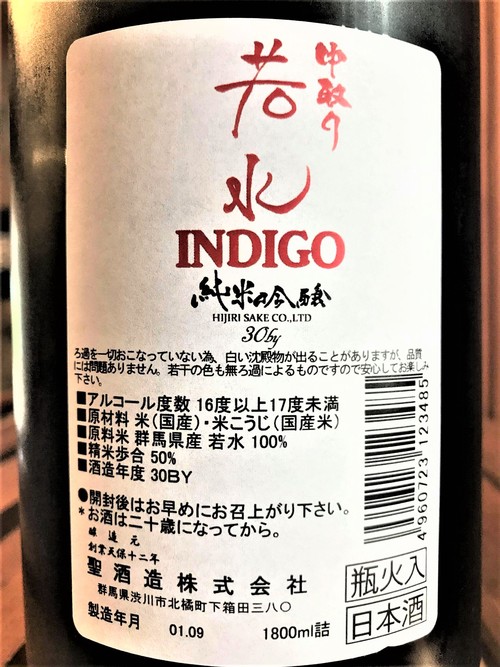 中取り
若水
INDIGO
純米吟醸
HIJIRI SAKE CO.,LTD
30by
ろ過を一切おこなっていない為、白い沈殿物が出ることがありますが、品質
には問題ありません。若干の色も無ろ過によるものですので安心してお楽しみ
下さい。
■アルコール度数 16度以上17度未満
■原材料 米(国産)・米こうじ(国産米)
■原料米 群馬県産 若水 100%
■精米歩合 50%
■酒造年度 30BY
●開封後はお早めにお召上がり下さい。
*お酒は二十歳になってから。
醸造元
創業天保十二年
聖酒造株式会社
群馬県渋川市北橘町下箱田三八〇
製造年月 01.09 1800ml詰
4960723123485
瓶火入
日本酒